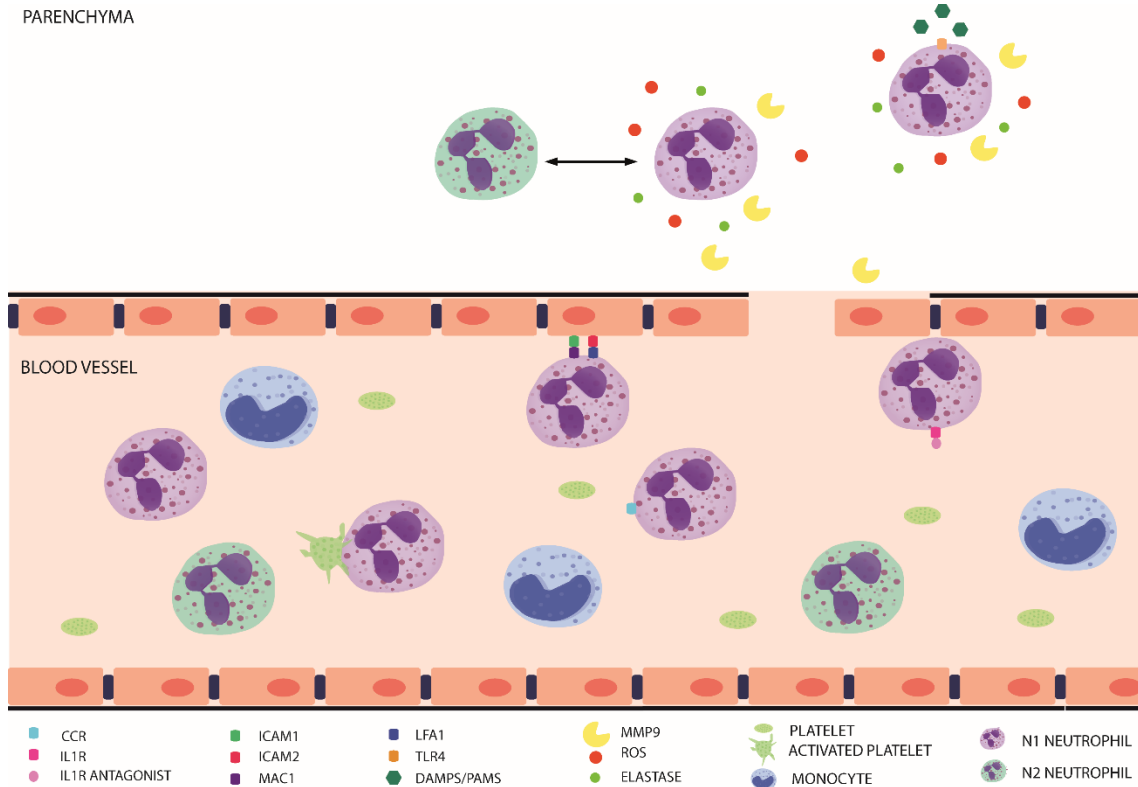 PARENCHYMA
BLOOD VESSEL
CCR
IL1R
IL1R ANTAGONIST
ICAM1
ICAM2
MAC1
LFA1
TLR4
DAMPS/PAMS
MMP9
ROS
ELASTASE
PLATELET
ACTIVATED PLATELET
MONOCYTE
N1 NEUTROPHIL
N2 NEUTROPHIL